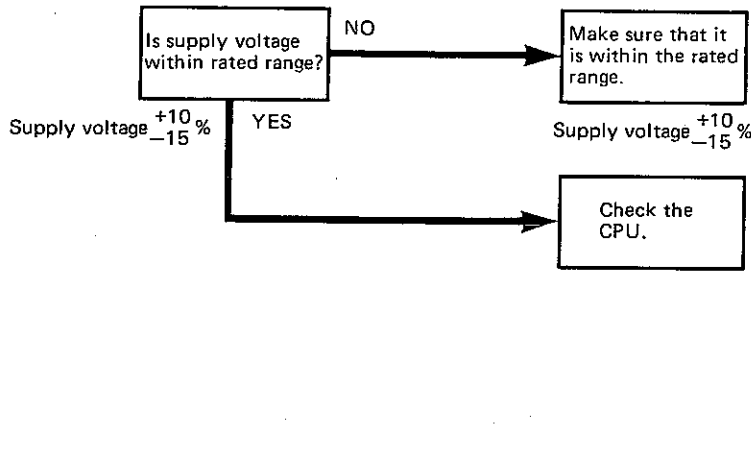 Is supply voltage
within rated range?
NO
Make sure that it
is within the rated
range.
Supply voltage +10 −15 %
YES
Supply voltage +10 −15 %
Check the
CPU.